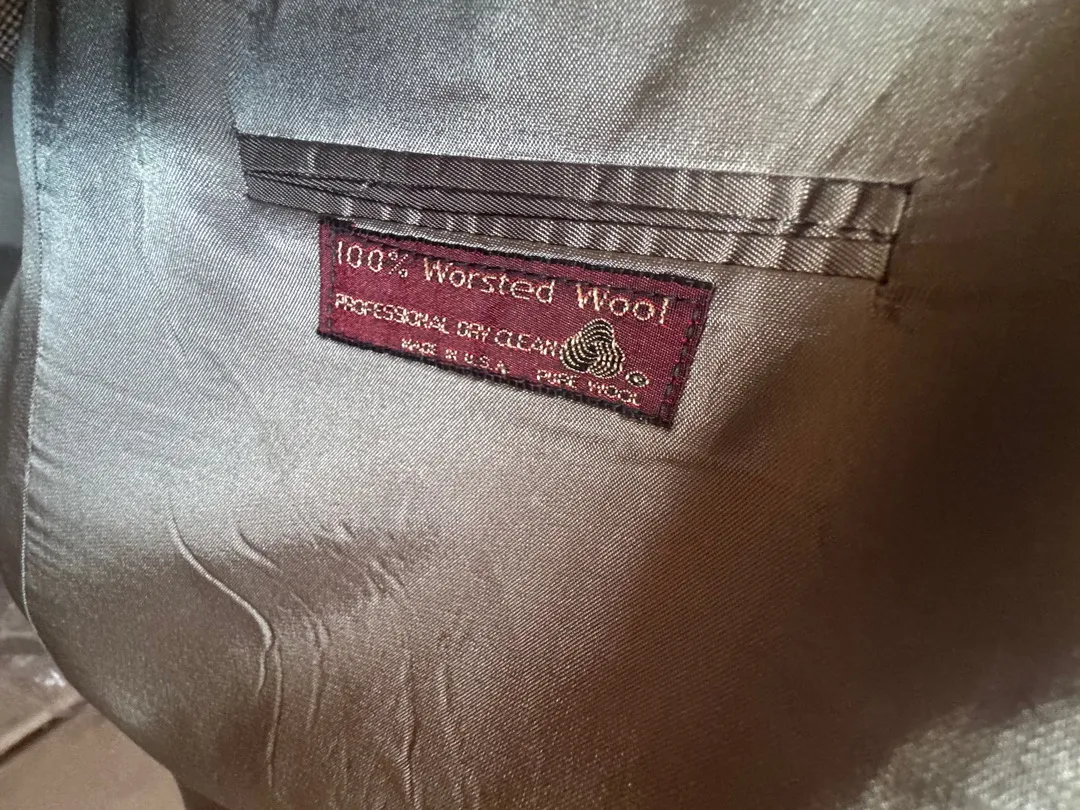 100% Worsted Wool
PROFESSIONAL DRY CLEAN
MADE IN U.S.A.
PURE WOOL